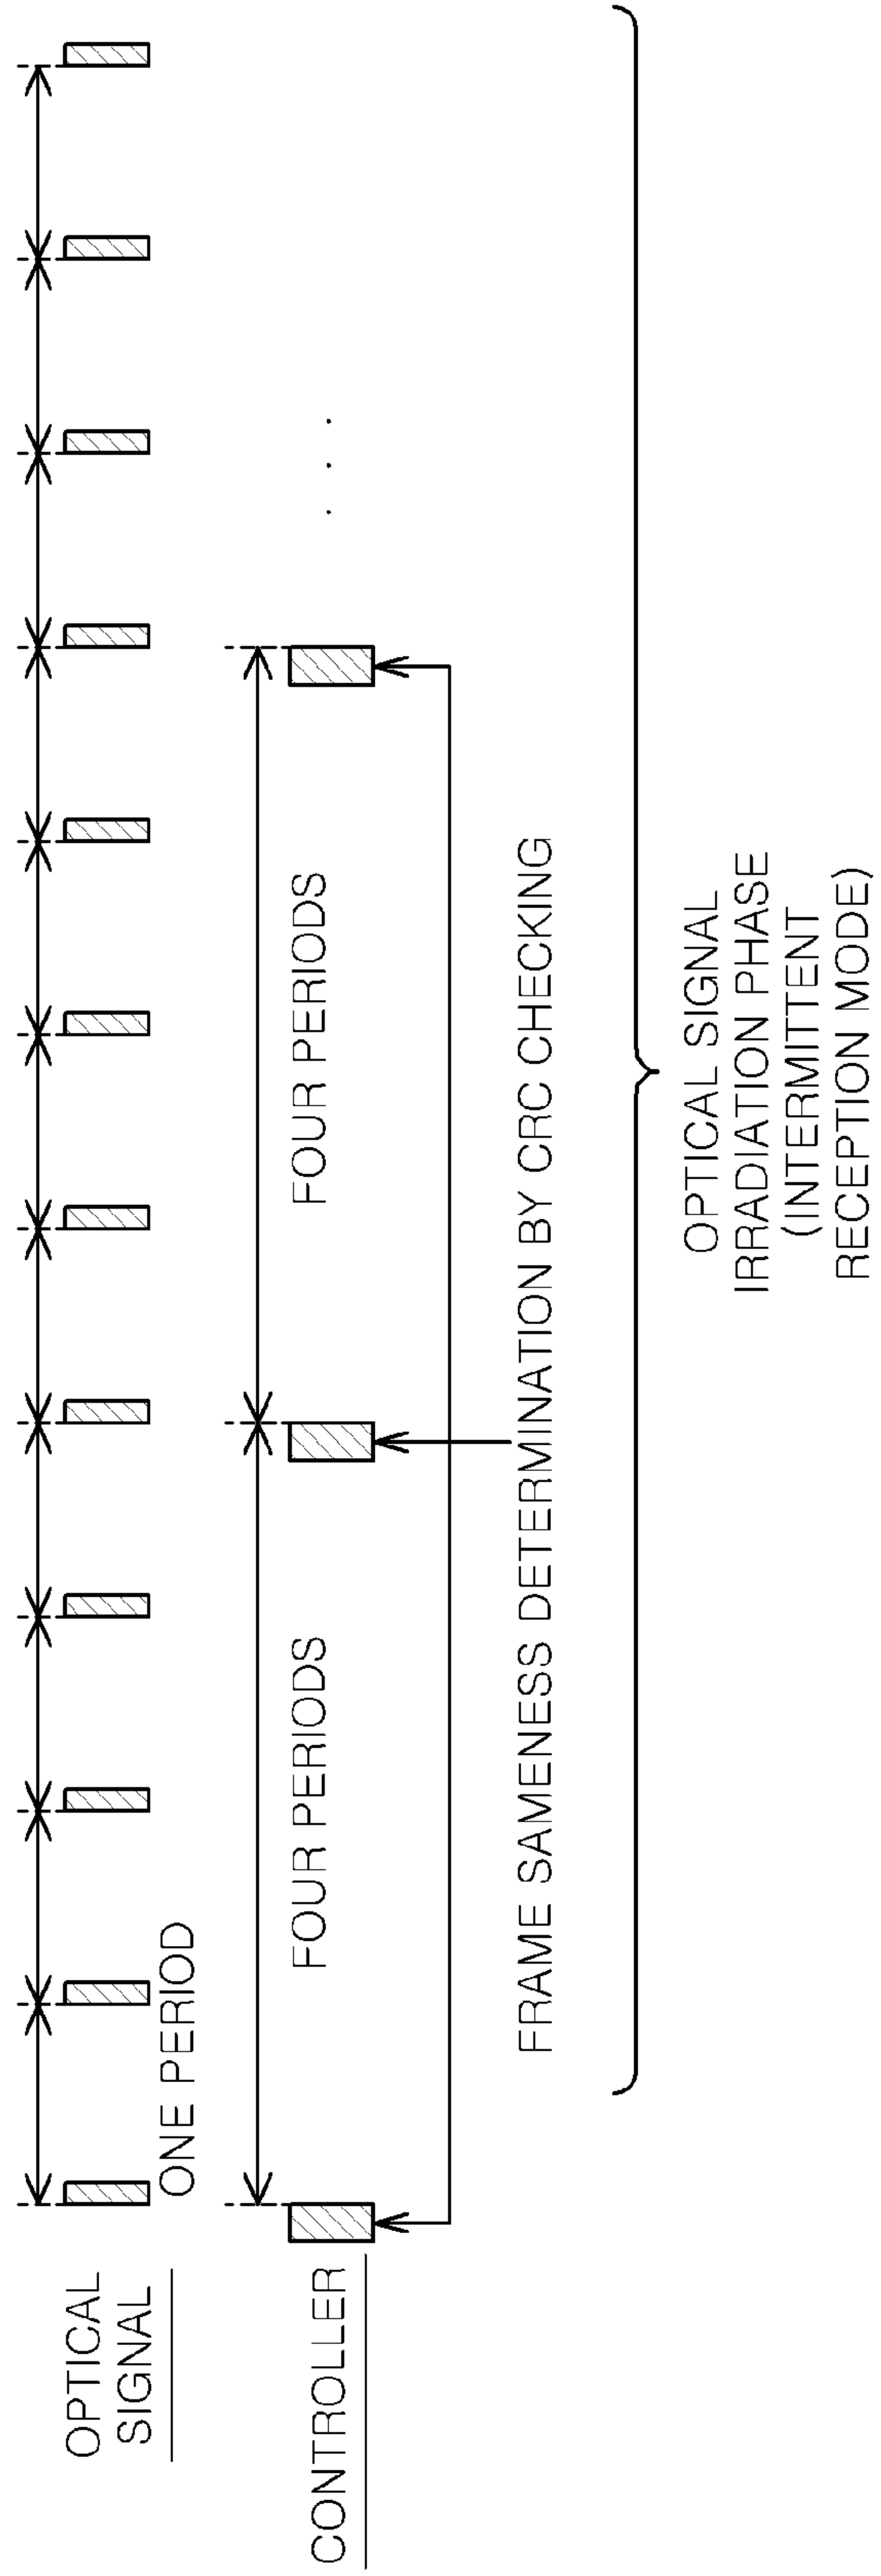 OPTICAL
SIGNAL
ONE PERIOD
CONTROLLER
FOUR PERIODS
FOUR PERIODS
. . .
FRAME SAMENESS DETERMINATION BY CRC CHECKING
OPTICAL SIGNAL
IRRADIATION PHASE
(INTERMITTENT
RECEPTION MODE)